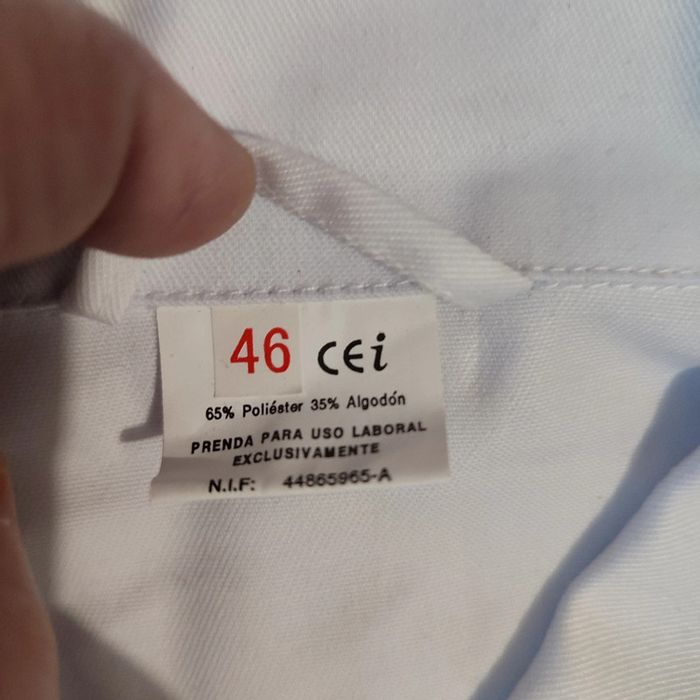 46 CEi
65% Poliéster 35% Algodón
PRENDA PARA USO LABORAL
EXCLUSIVAMENTE
N.I.F: 44865965-A